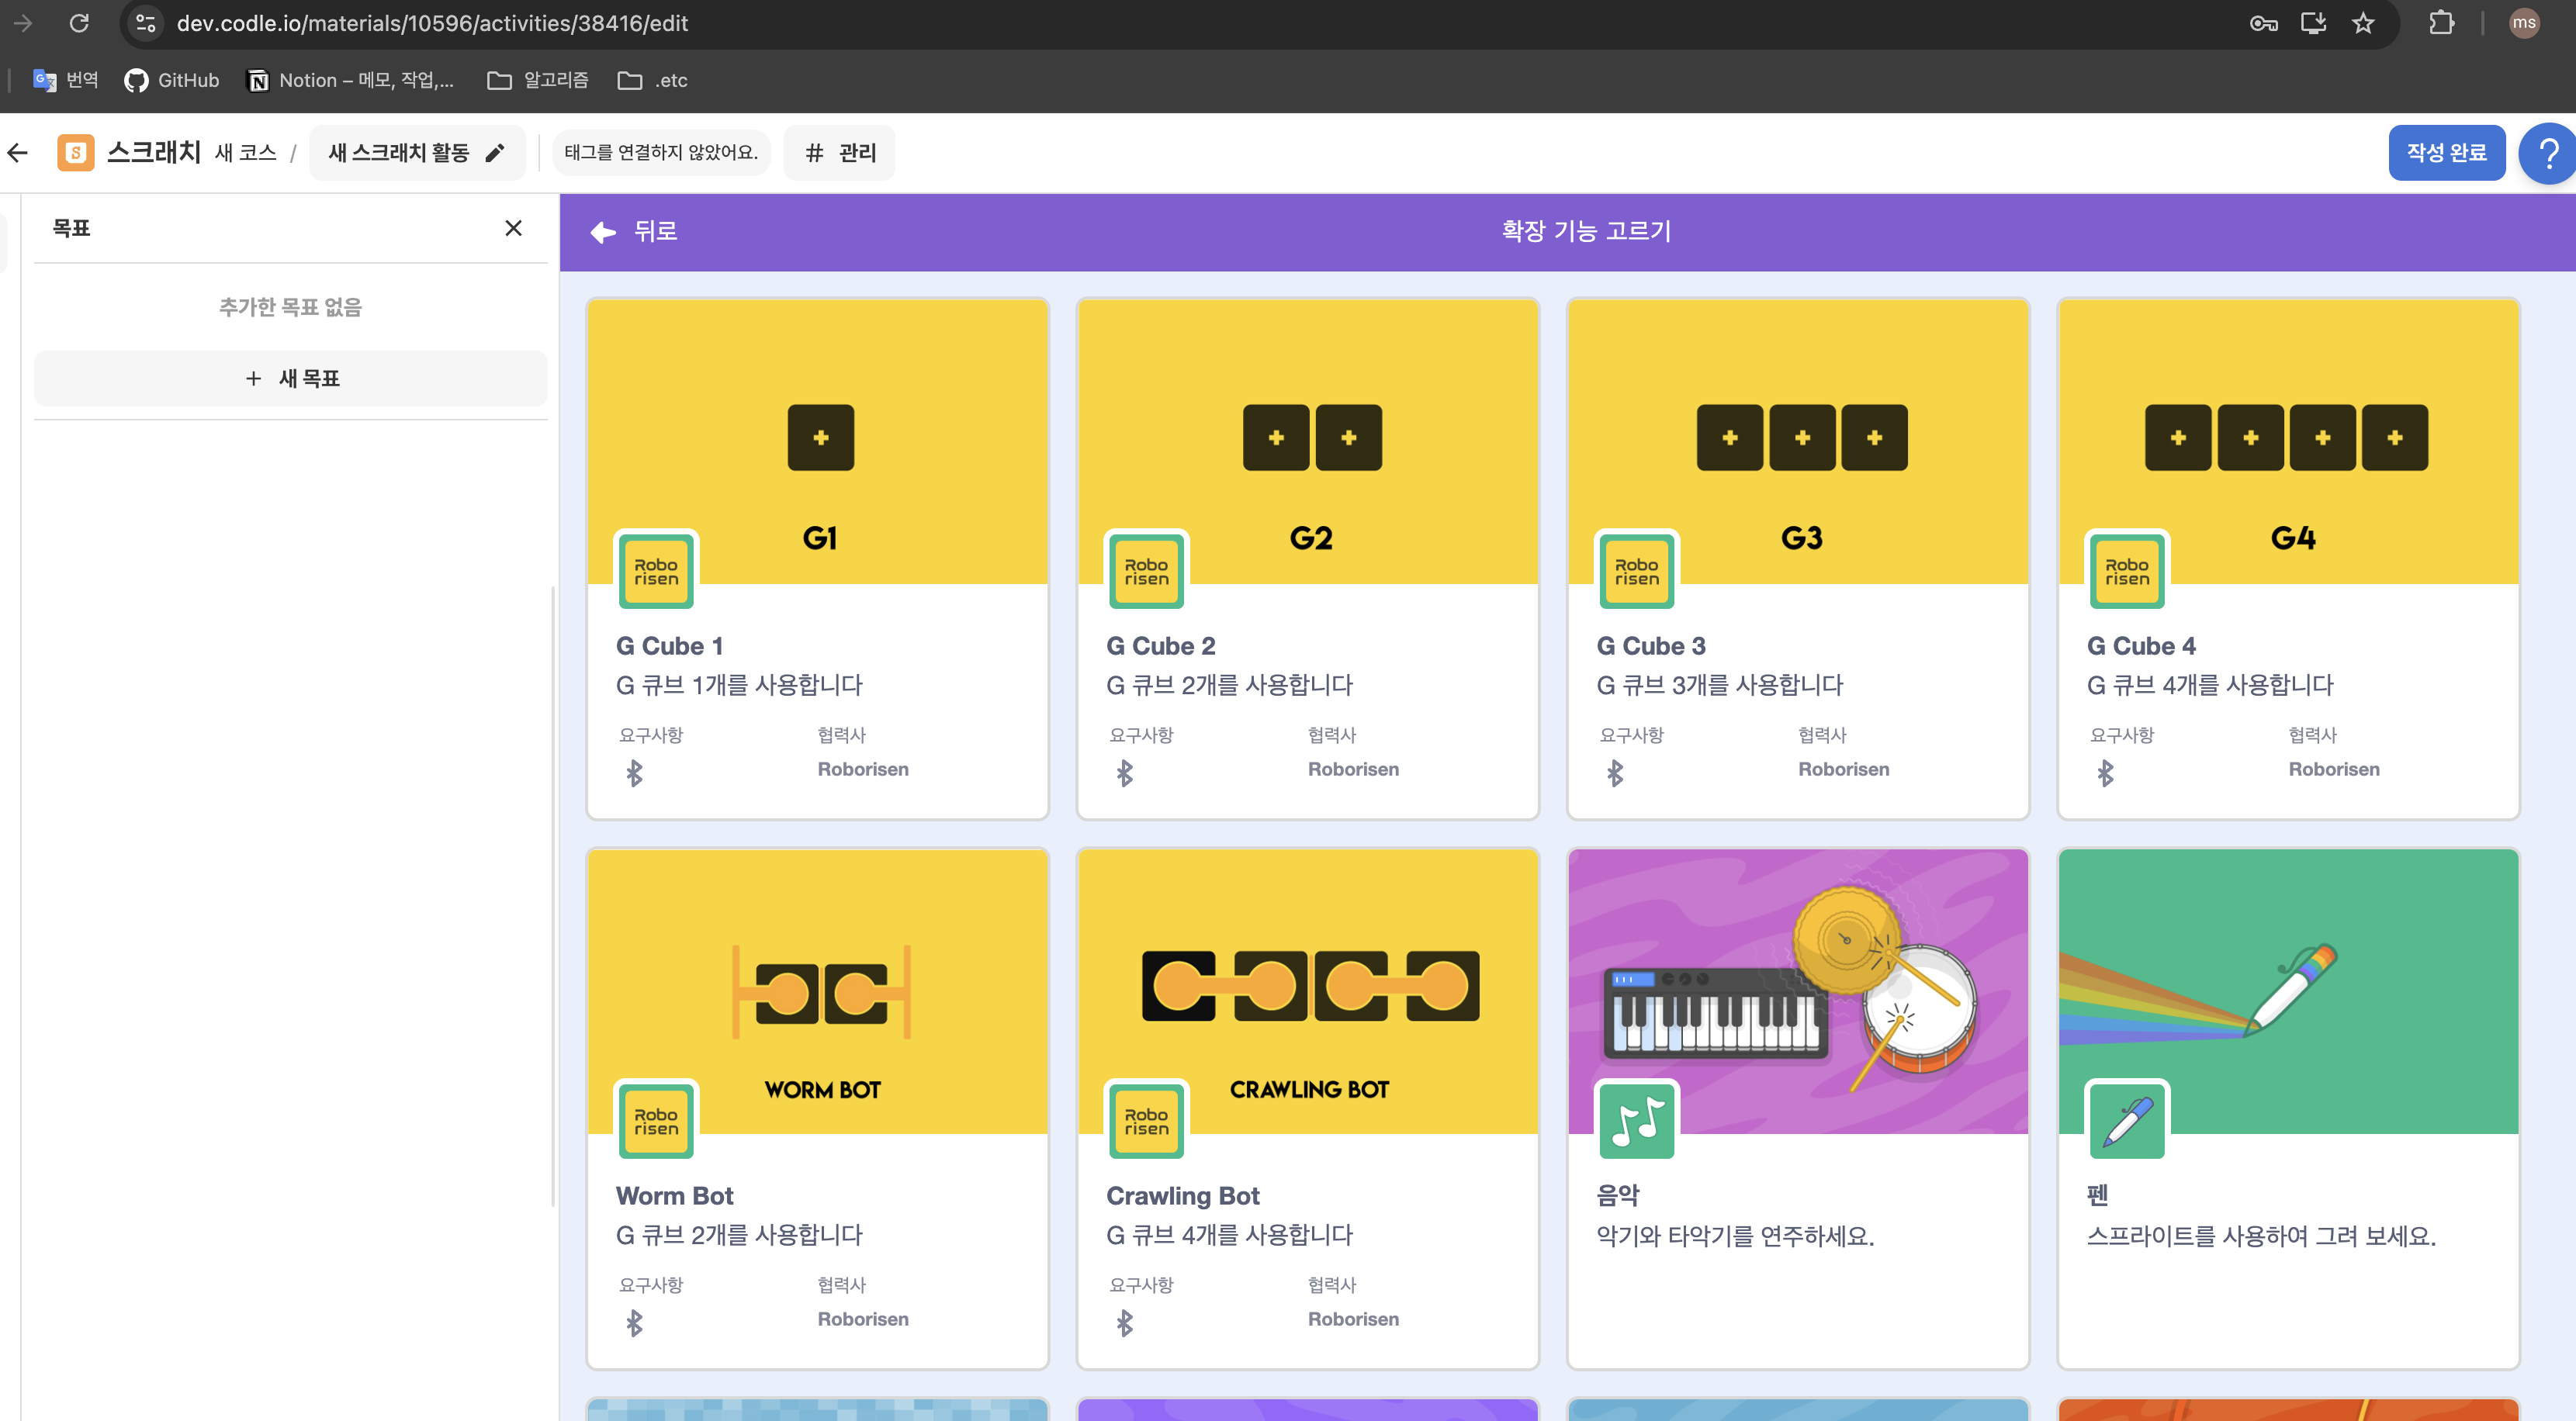 dev.codle.io/materials/10596/activities/38416/edit
ms
번역
GitHub
Notion – 메모, 작업,...
알고리즘
.etc
스크래치 새 코스 / 새 스크래치 활동
태그를 연결하지 않았어요.
# 관리
작성 완료
?
목표
추가한 목표 없음
+ 새 목표
뒤로
확장 기능 고르기
G1
Robo
risen
G Cube 1
G 큐브 1개를 사용합니다
요구사항
협력사
Roborisen
G2
Robo
risen
G Cube 2
G 큐브 2개를 사용합니다
요구사항
협력사
Roborisen
G3
Robo
risen
G Cube 3
G 큐브 3개를 사용합니다
요구사항
협력사
Roborisen
G4
Robo
risen
G Cube 4
G 큐브 4개를 사용합니다
요구사항
협력사
Roborisen
WORM BOT
Robo
risen
Worm Bot
G 큐브 2개를 사용합니다
요구사항
협력사
Roborisen
CRAWLING BOT
Robo
risen
Crawling Bot
G 큐브 4개를 사용합니다
요구사항
협력사
Roborisen
음악
악기와 타악기를 연주하세요.
펜
스프라이트를 사용하여 그려 보세요.